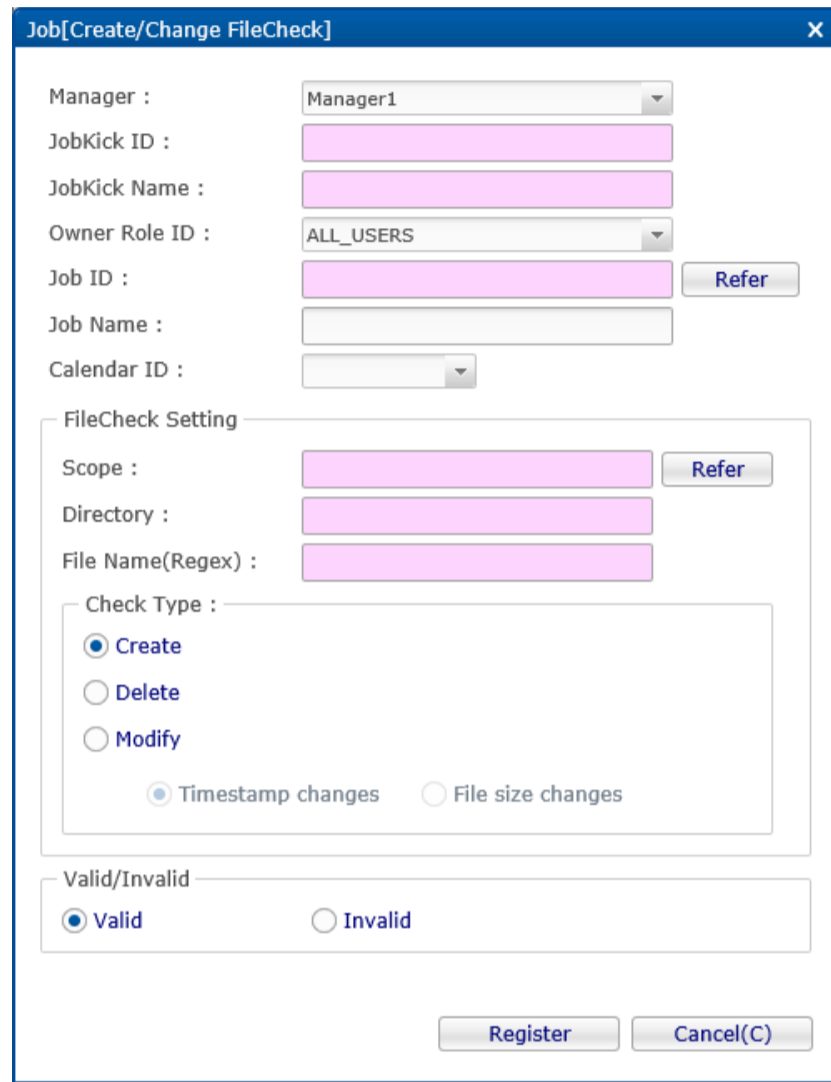 Job[Create/Change FileCheck]
Manager : Manager1
JobKick ID :
JobKick Name :
Owner Role ID : ALL_USERS
Job ID : Refer
Job Name :
Calendar ID :
FileCheck Setting
Scope : Refer
Directory :
File Name(Regex) :
Check Type :
Create
Delete
Modify
Timestamp changes File size changes
Valid/Invalid
Valid Invalid
Register Cancel(C)